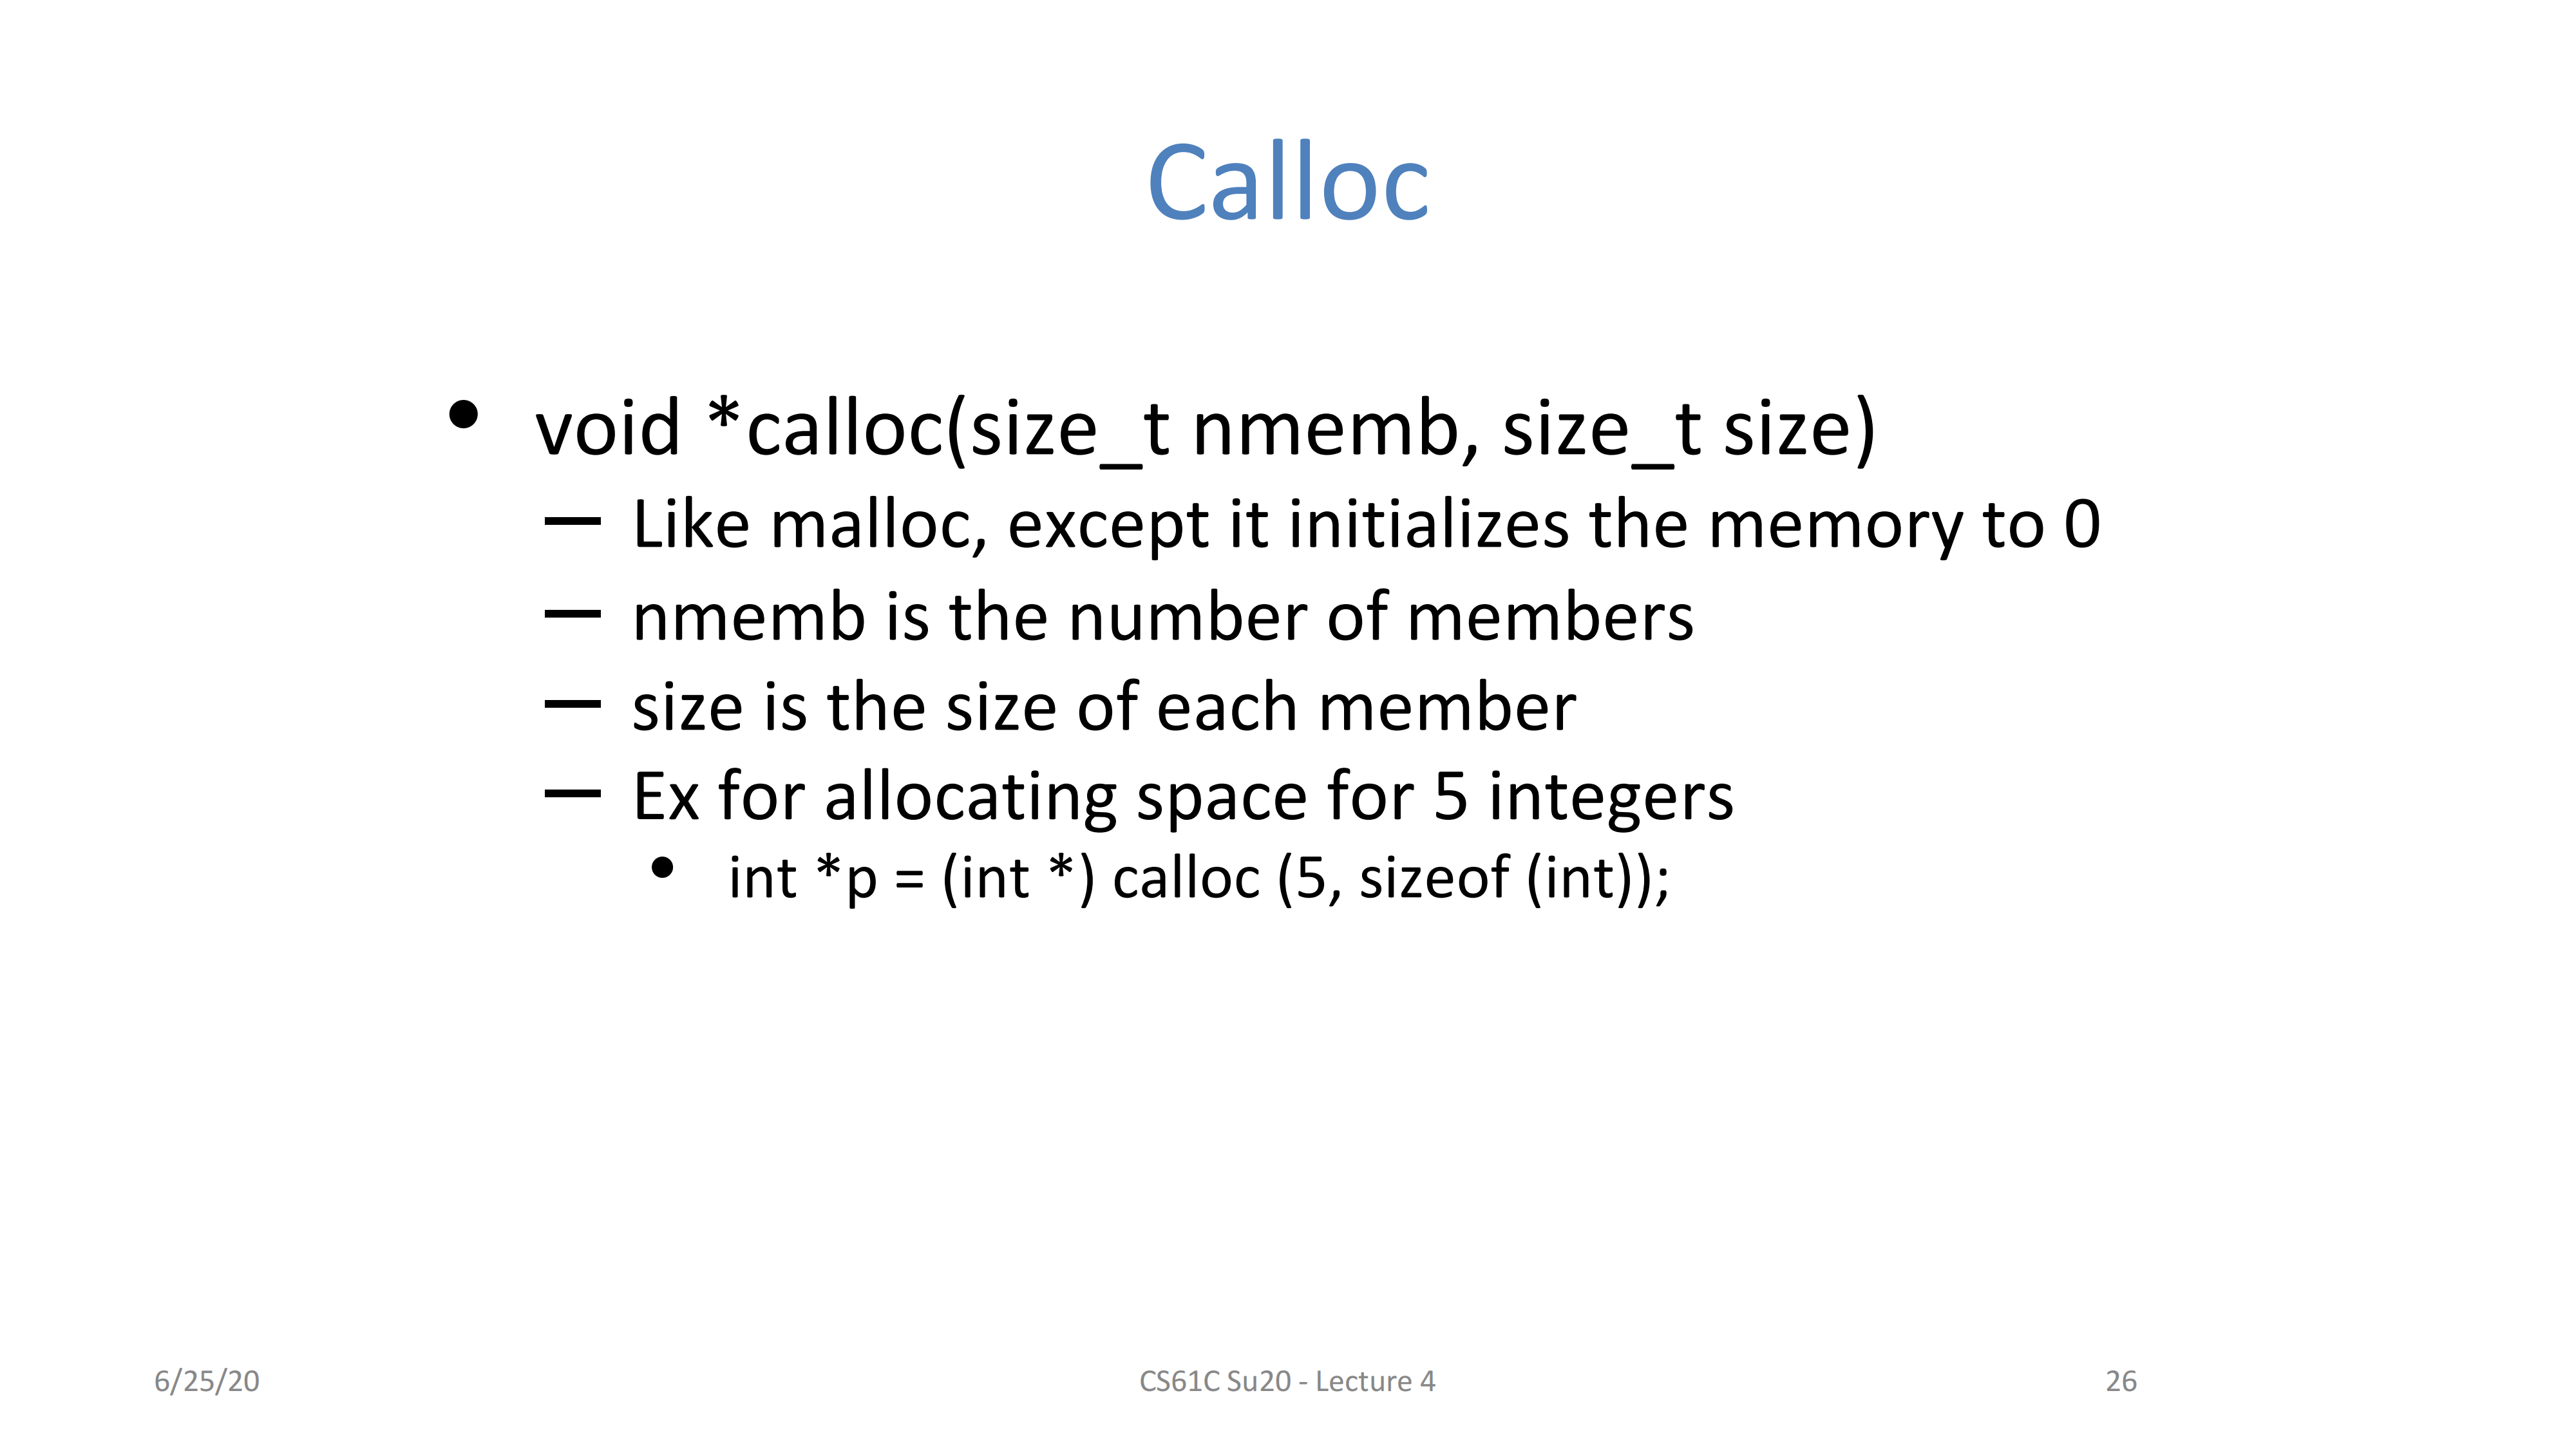 Calloc
• void *calloc(size_t nmemb, size_t size)
– Like malloc, except it initializes the memory to 0
– nmemb is the number of members
– size is the size of each member
– Ex for allocating space for 5 integers
• int *p = (int *) calloc (5, sizeof (int));
6/25/20
CS61C Su20 - Lecture 4
26